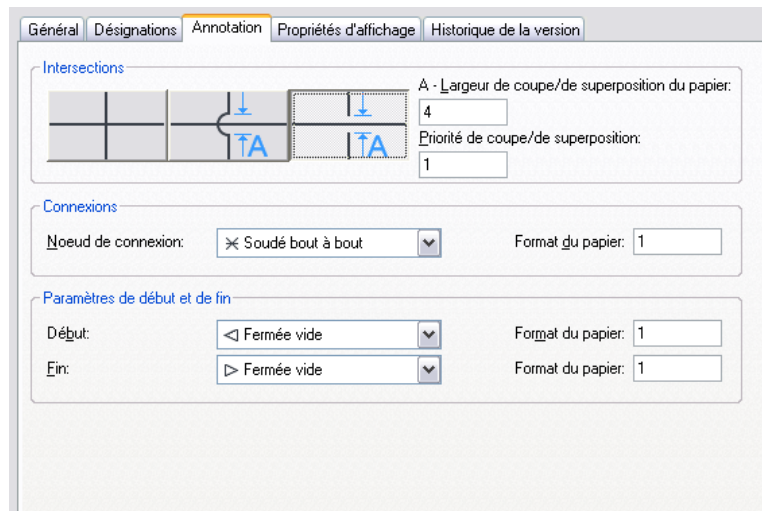 Général Désignations Annotation Propriétés d'affichage Historique de la version
Intersections
A - Largeur de coupe/de superposition du papier:
4
Priorité de coupe/de superposition:
1
A A
Connexions
Noeud de connexion: Soudé bout à bout Format du papier: 1
Paramètres de début et de fin
Début: Fermée vide Format du papier: 1
Fin: Fermée vide Format du papier: 1